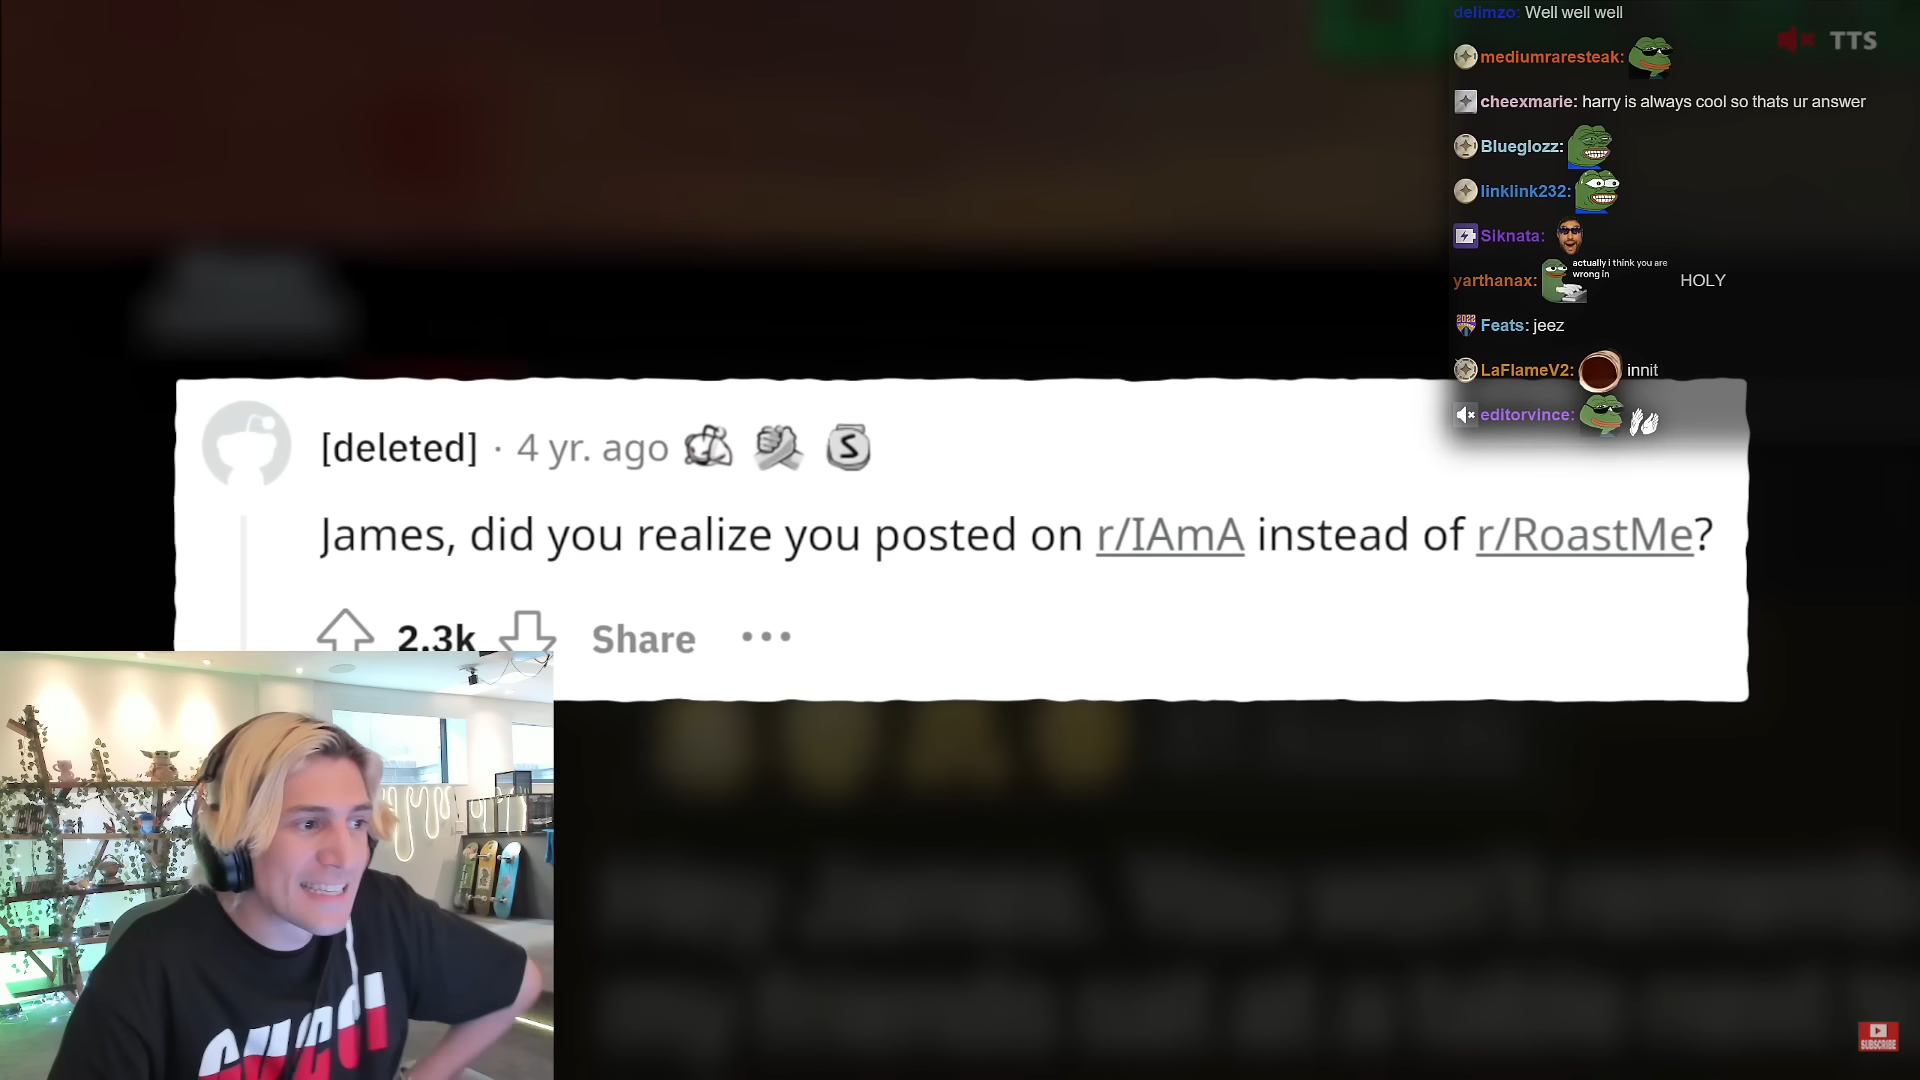 delimzo: Well well well
TTS
mediumraresteak:
cheexmarie: harry is always cool so thats ur answer
Blueglozz:
linklink232:
Siknata:
yarthanax: actually i think you are wrong in HOLY
2022
Feats: jeez
LaFlameV2: innit
editorvince:
[deleted] · 4 yr. ago
James, did you realize you posted on r/IAmA instead of r/RoastMe?
2.3k Share
GUCCI
SUBSCRIBE